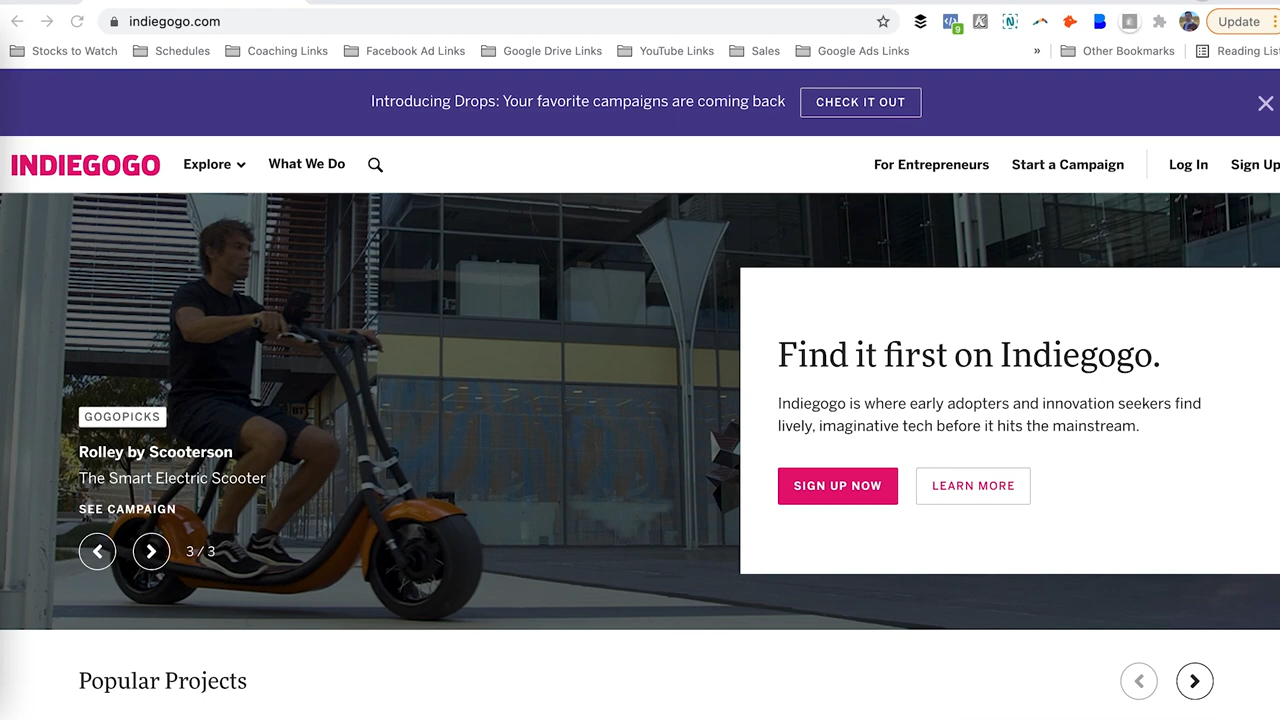 indiegogo.com
Update
Stocks to Watch
Schedules
Coaching Links
Facebook Ad Links
Google Drive Links
YouTube Links
Sales
Google Ads Links
»
Other Bookmarks
Reading List
9
Introducing Drops: Your favorite campaigns are coming back
CHECK IT OUT
INDIEGOGO
Explore
What We Do
For Entrepreneurs
Start a Campaign
Log In
Sign Up
GOGOPICKS
Rolley by Scooterson
The Smart Electric Scooter
SEE CAMPAIGN
3 / 3
Find it first on Indiegogo.
Indiegogo is where early adopters and innovation seekers find
lively, imaginative tech before it hits the mainstream.
SIGN UP NOW
LEARN MORE
Popular Projects